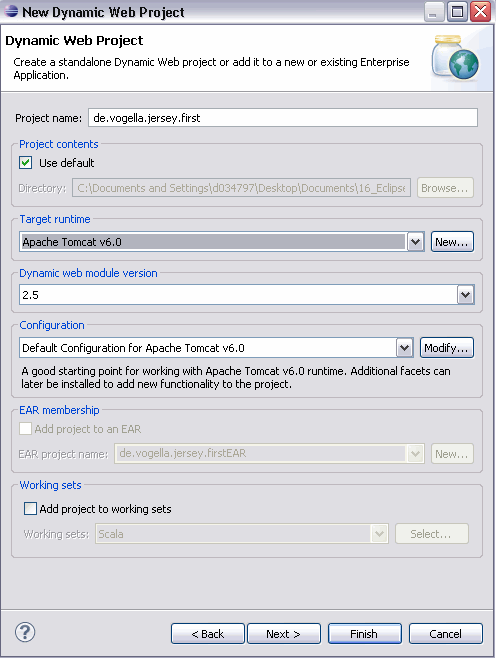 New Dynamic Web Project
Dynamic Web Project
Create a standalone Dynamic Web project or add it to a new or existing Enterprise
Application.
Project name: de.vogella.jersey.first
Project contents
Use default
Directory: C:\Documents and Settings\d034797\Desktop\Documents\16_Eclipse Browse...
Target runtime
Apache Tomcat v6.0 New...
Dynamic web module version
2.5
Configuration
Default Configuration for Apache Tomcat v6.0 Modify...
A good starting point for working with Apache Tomcat v6.0 runtime. Additional facets can
later be installed to add new functionality to the project.
EAR membership
Add project to an EAR
EAR project name: de.vogella.jersey.firstEAR New...
Working sets
Add project to working sets
Working sets: Scala Select...
? < Back Next > Finish Cancel